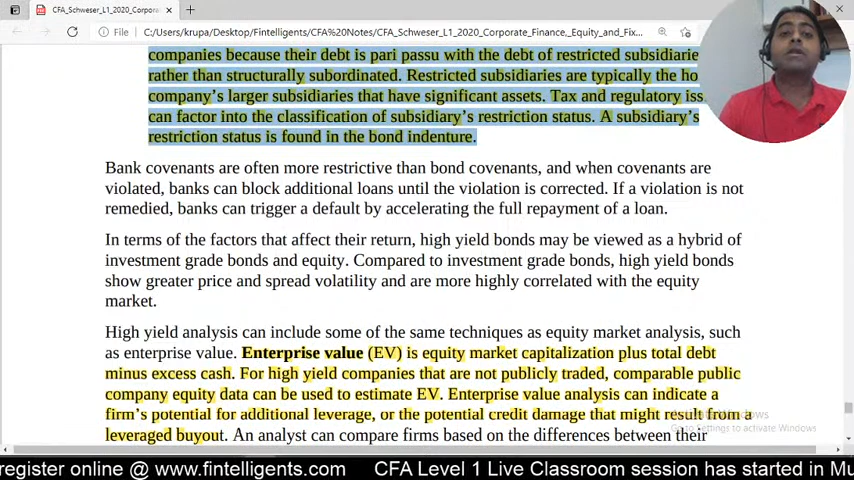 CFA_Schweser_L1_2020_Corporat
File
C:/Users/krupa/Desktop/Fintelligents/CFA%20Notes/CFA_Schweser_L1_2020_Corporate_Finance,_Equity_and_Fix...
companies because their debt is pari passu with the debt of restricted subsidiarie
rather than structurally subordinated. Restricted subsidiaries are typically the ho
company's larger subsidiaries that have significant assets. Tax and regulatory iss
can factor into the classification of subsidiary's restriction status. A subsidiary's
restriction status is found in the bond indenture.
Bank covenants are often more restrictive than bond covenants, and when covenants are
violated, banks can block additional loans until the violation is corrected. If a violation is not
remedied, banks can trigger a default by accelerating the full repayment of a loan.
In terms of the factors that affect their return, high yield bonds may be viewed as a hybrid of
investment grade bonds and equity. Compared to investment grade bonds, high yield bonds
show greater price and spread volatility and are more highly correlated with the equity
market.
High yield analysis can include some of the same techniques as equity market analysis, such
as enterprise value. Enterprise value (EV) is equity market capitalization plus total debt
minus excess cash. For high yield companies that are not publicly traded, comparable public
company equity data can be used to estimate EV. Enterprise value analysis can indicate a
firm's potential for additional leverage, or the potential credit damage that might result from a
leveraged buyout. An analyst can compare firms based on the differences between their
Activate Windows
Go to Settings to activate Windows.
register online @ www.fintelligents.com CFA Level 1 Live Classroom session has started in Mu